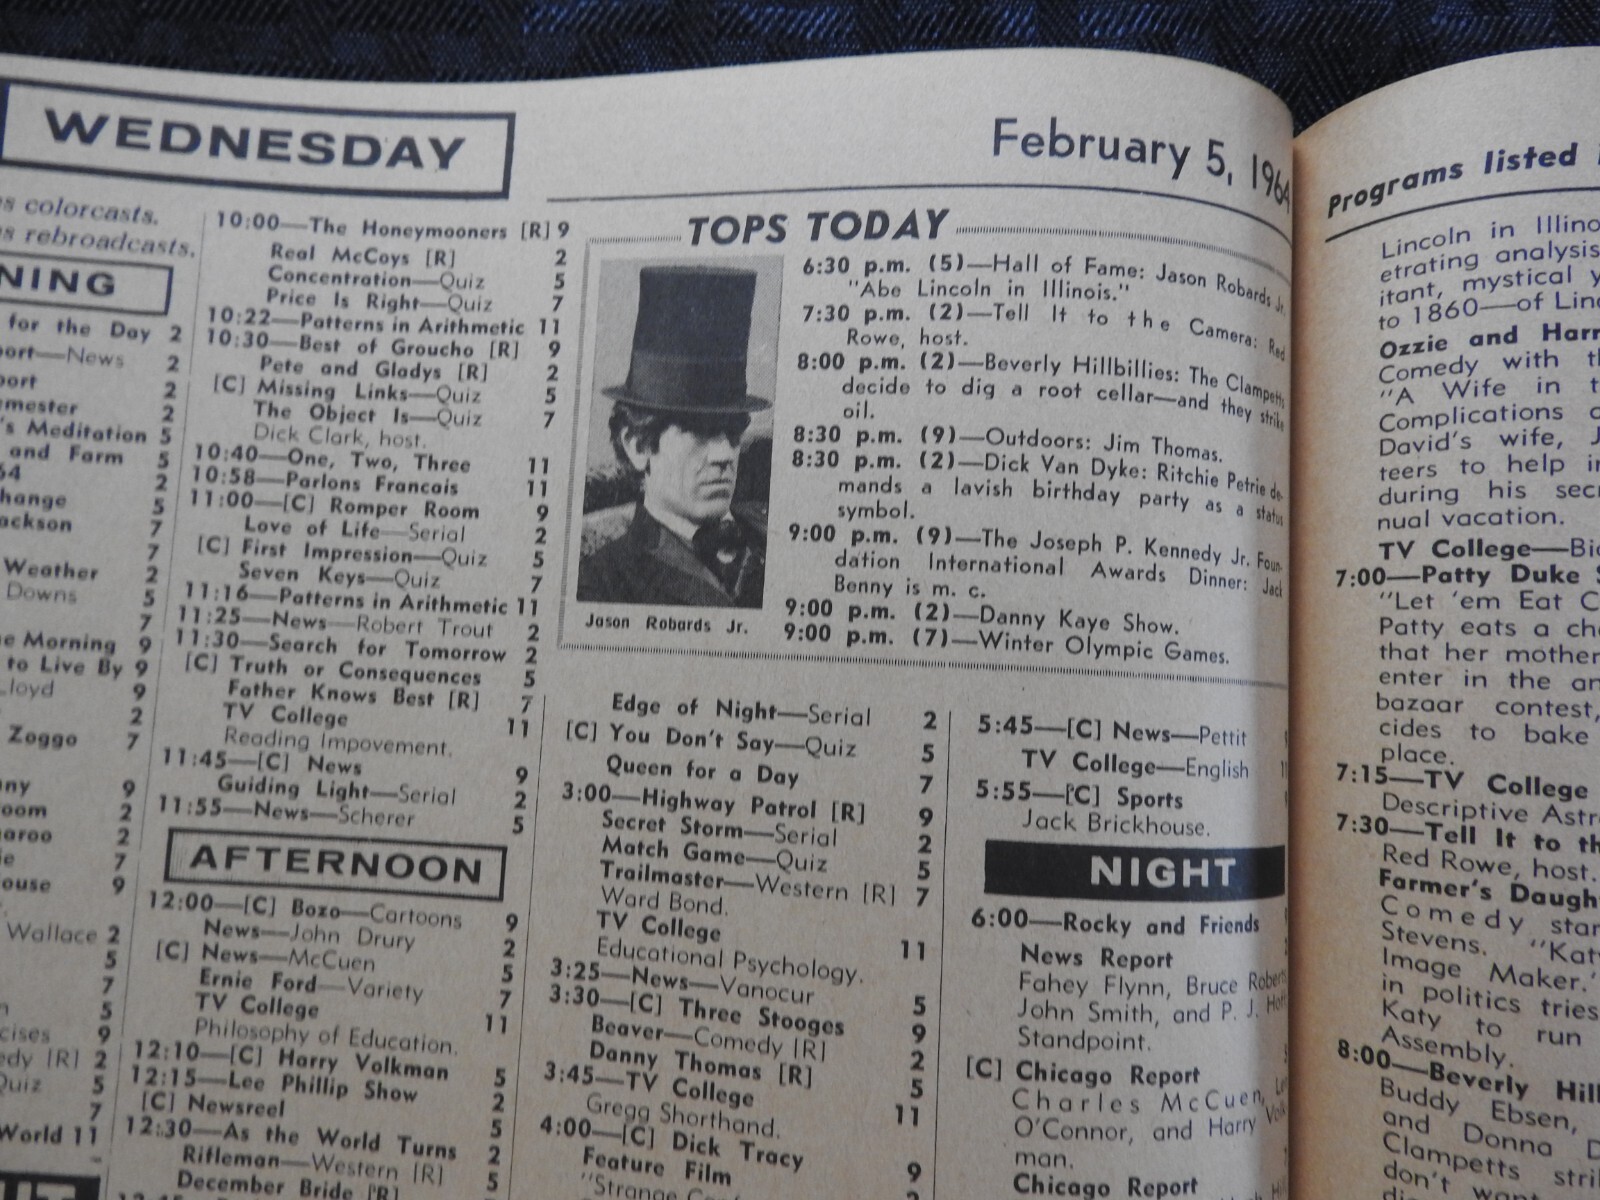 WEDNESDAY
February 5, 1964
s colorcasts.
s rebroadcasts.
NING
for the Day 2
ort—News 2
port 2
emester 2
's Meditation 5
and Farm 5
64 2
hange 5
ackson 7
7
Weather 2
Downs 5
7
e Morning 9
to Live By 9
Lloyd 9
2
Zoggo 7
ny 9
oom 2
aroo 2
ie 7
ouse 9
Wallace 2
5
7
n 5
cises 9
edy [R] 2
Quiz 5
7
World 11
10:00—The Honeymooners [R] 9
Real McCoys [R] 2
Concentration—Quiz 5
Price Is Right—Quiz 7
10:22—Patterns in Arithmetic 11
10:30—Best of Groucho [R] 9
Pete and Gladys [R] 2
[C] Missing Links—Quiz 5
The Object Is—Quiz 7
Dick Clark, host.
10:40—One, Two, Three 11
10:58—Parlons Francais 11
11:00—[C] Romper Room 9
Love of Life—Serial 2
[C] First Impression—Quiz 5
Seven Keys—Quiz 7
11:16—Patterns in Arithmetic 11
11:25—News—Robert Trout 2
11:30—Search for Tomorrow 2
[C] Truth or Consequences 5
Father Knows Best [R] 7
TV College 11
Reading Impovement.
11:45—[C] News 9
Guiding Light—Serial 2
11:55—News—Scherer 5
AFTERNOON
12:00—[C] Bozo—Cartoons 9
News—John Drury 2
[C] News—McCuen 5
Ernie Ford—Variety 7
TV College 11
Philosophy of Education.
12:10—[C] Harry Volkman 5
12:15—Lee Phillip Show 2
[C] Newsreel 5
12:30—As the World Turns 2
Rifleman—Western [R] 5
December Bride [R]
TOPS TODAY
Jason Robards Jr.
6:30 p.m. (5)—Hall of Fame: Jason Robards Jr.
"Abe Lincoln in Illinois."
7:30 p.m. (2)—Tell It to the Camera: Red
Rowe, host.
8:00 p.m. (2)—Beverly Hillbillies: The Clampetts
decide to dig a root cellar—and they strike
oil.
8:30 p.m. (9)—Outdoors: Jim Thomas.
8:30 p.m. (2)—Dick Van Dyke: Ritchie Petrie de-
mands a lavish birthday party as a status
symbol.
9:00 p.m. (9)—The Joseph P. Kennedy Jr. Foun-
dation International Awards Dinner: Jack
Benny is m. c.
9:00 p.m. (2)—Danny Kaye Show.
9:00 p.m. (7)—Winter Olympic Games.
Edge of Night—Serial 2
[C] You Don't Say—Quiz 5
Queen for a Day 7
3:00—Highway Patrol [R] 9
Secret Storm—Serial 2
Match Game—Quiz 5
Trailmaster—Western [R] 7
Ward Bond.
TV College 11
Educational Psychology.
3:25—News—Vanocur 5
3:30—[C] Three Stooges 9
Beaver—Comedy [R] 2
Danny Thomas [R] 5
3:45—TV College 11
Gregg Shorthand.
4:00—[C] Dick Tracy 9
Feature Film
5:45—[C] News—Pettit
TV College—English
5:55—[C] Sports
Jack Brickhouse.
NIGHT
6:00—Rocky and Friends
News Report
Fahey Flynn, Bruce Roberts
John Smith, and P. J. Hoff
Standpoint.
[C] Chicago Report
Charles McCuen,
O'Connor, and Harry Volk
man.
Chicago Report
Programs listed
Lincoln in Illino
etrating analysis
itant, mystical y
to 1860—of Linc
Ozzie and Harr
Comedy with th
"A Wife in t
Complications
David's wife, J
teers to help in
during his sec
nual vacation.
TV College—Bio
7:00—Patty Duke S
"Let 'em Eat C
Patty eats a cho
that her mother
enter in the an
bazaar contest,
cides to bake
place.
7:15—TV College
Descriptive Astr
7:30—Tell It to th
Red Rowe, host.
Farmer's Daugh
Comedy star
Stevens. "Katy
Image Maker.'
in politics tries
Katy to run
Assembly.
8:00—Beverly Hill
Buddy Ebsen,
and Donna D
Clampetts stri
don't want